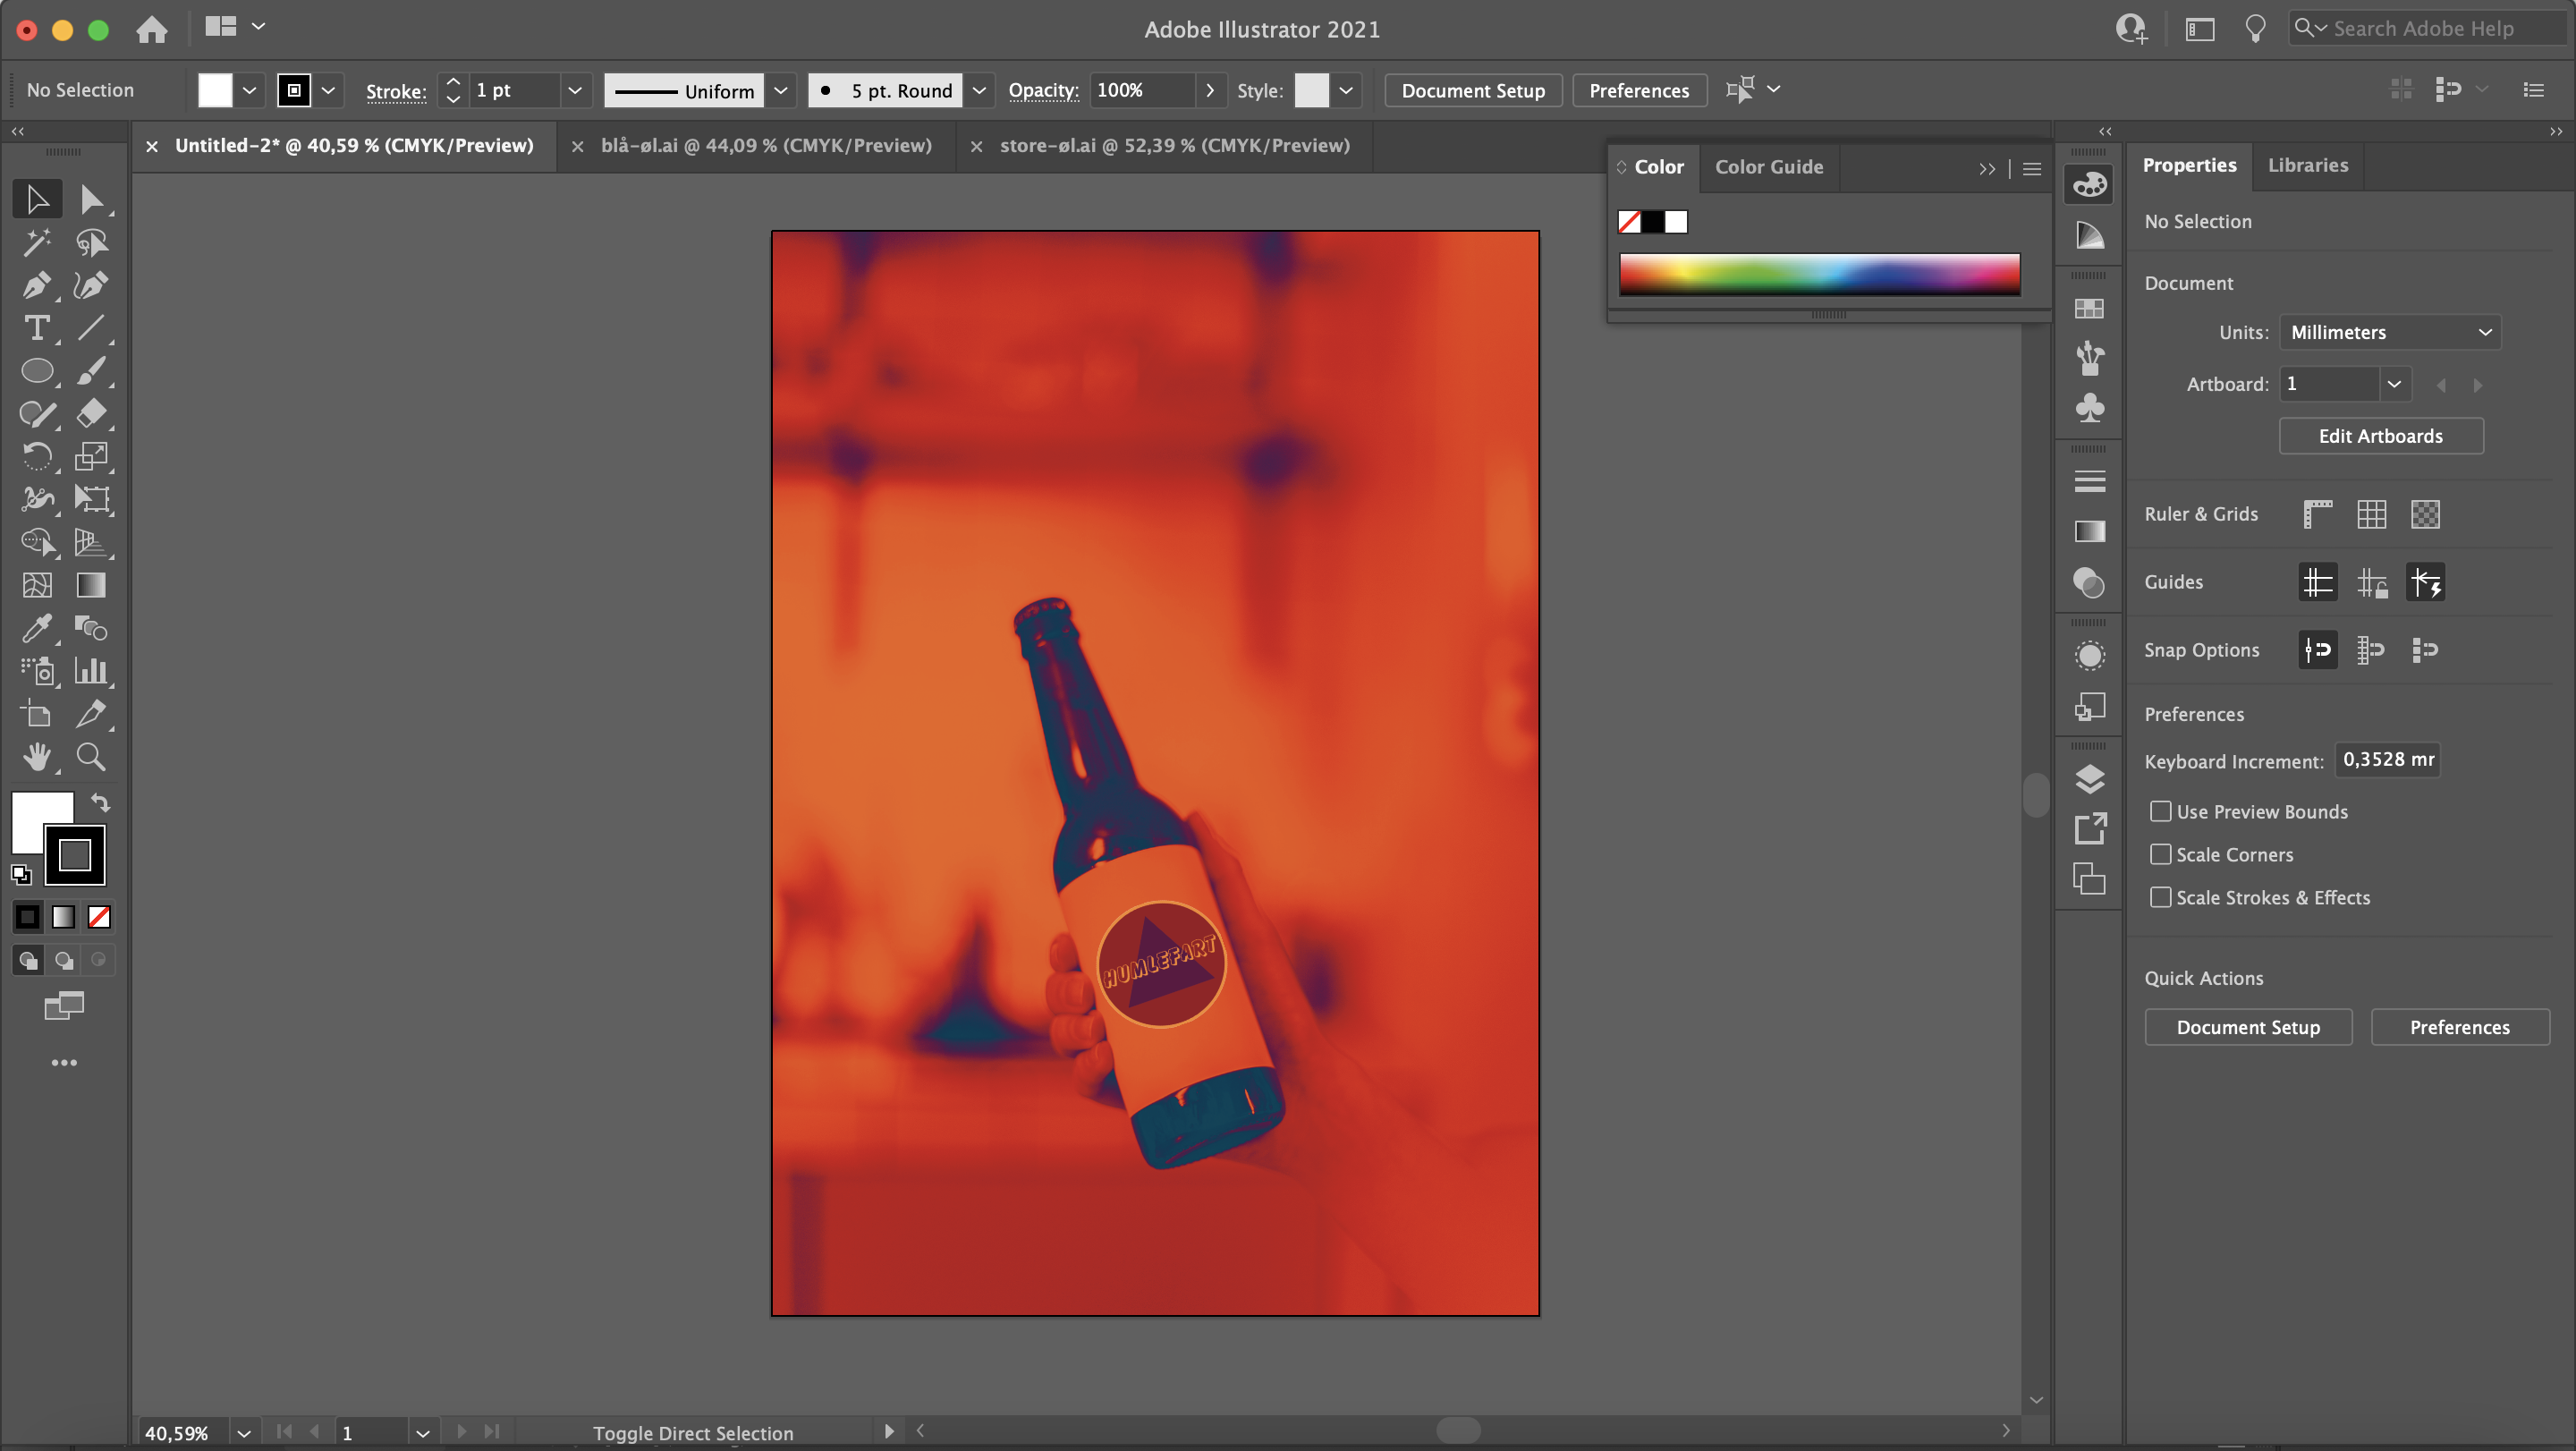 Adobe Illustrator 2021
Search Adobe Help
No Selection
Stroke:
1 pt
Uniform
5 pt. Round
Opacity:
100%
Style:
Document Setup
Preferences
Untitled-2* @ 40,59 % (CMYK/Preview)
blå-øl.ai @ 44,09 % (CMYK/Preview)
store-øl.ai @ 52,39 % (CMYK/Preview)
Color
Color Guide
Properties
Libraries
No Selection
Document
Units:
Millimeters
Artboard:
1
Edit Artboards
Ruler & Grids
Guides
Snap Options
Preferences
Keyboard Increment:
0,3528 mr
Use Preview Bounds
Scale Corners
Scale Strokes & Effects
Quick Actions
Document Setup
Preferences
HUMLEFART
40,59%
1
Toggle Direct Selection